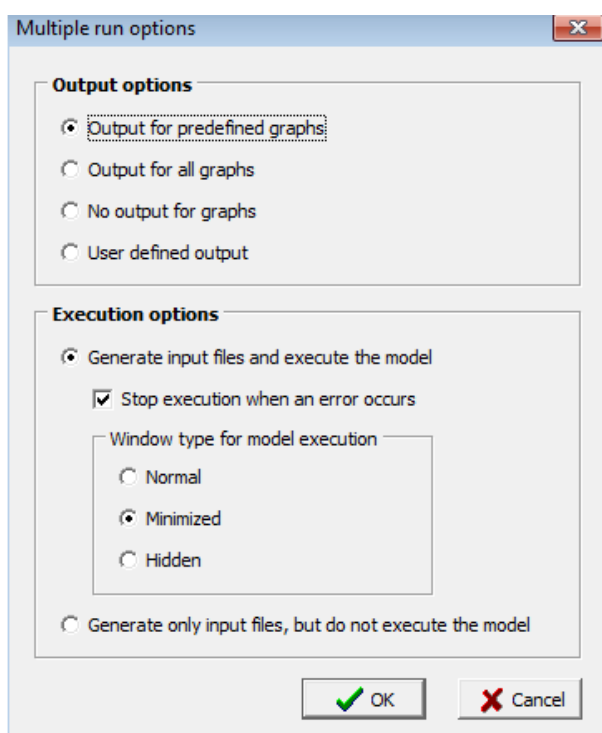 Multiple run options
Output options
Output for predefined graphs
Output for all graphs
No output for graphs
User defined output
Execution options
Generate input files and execute the model
Stop execution when an error occurs
Window type for model execution
Normal
Minimized
Hidden
Generate only input files, but do not execute the model
OK Cancel